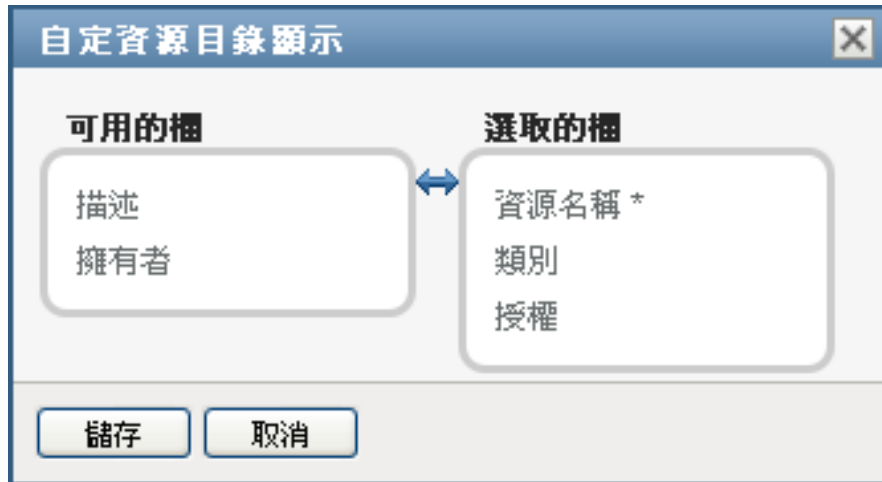 自定資源目錄顯示
可用的欄
選取的欄
描述
擁有者
資源名稱 *
類別
授權
儲存
取消